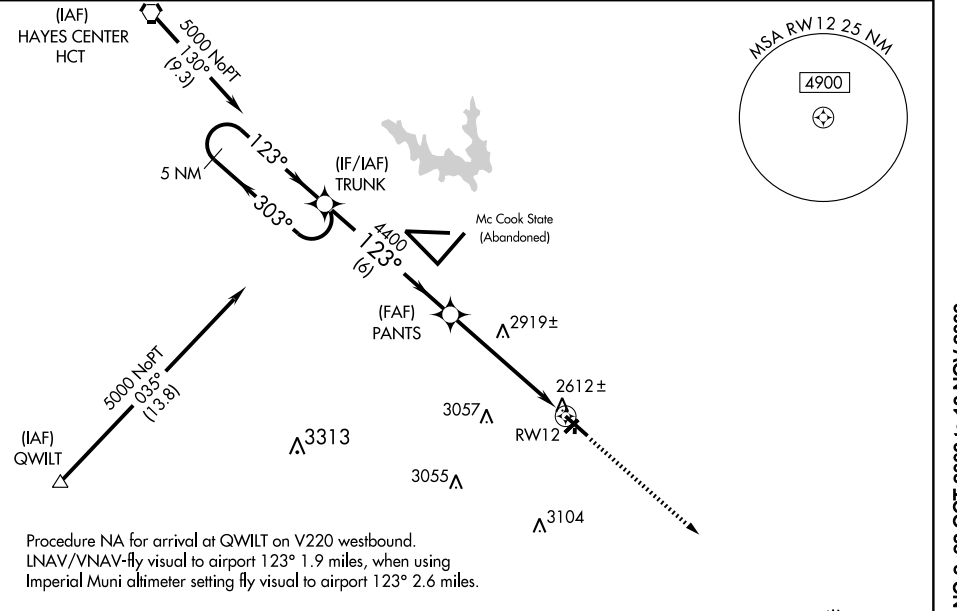 (IAF)
HAYES CENTER
HCT
5000 NoPT
130°
(9.3)
MSA RW12 25 NM
4900
5 NM
123°
303°
(IF/IAF)
TRUNK
Mc Cook State
(Abandoned)
4400
123°
(6)
(FAF)
PANTS
2919±
2612±
5000 NoPT
035°
(13.8)
3057
RW12
(IAF)
QWILT
3313
3055
3104
Procedure NA for arrival at QWILT on V220 westbound.
LNAV/VNAV-fly visual to airport 123° 1.9 miles, when using
Imperial Muni altimeter setting fly visual to airport 123° 2.6 miles.